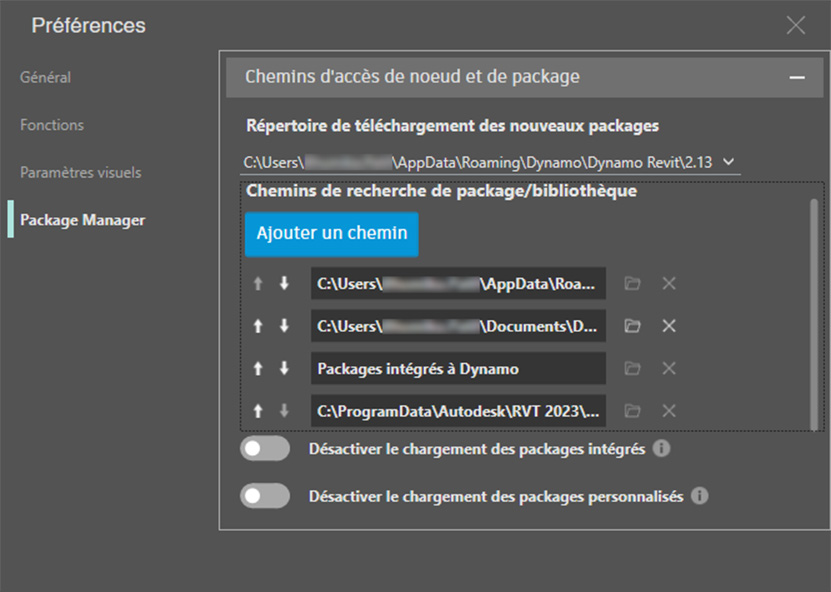 Préférences
Général
Fonctions
Paramètres visuels
Package Manager
Chemins d'accès de noeud et de package
Répertoire de téléchargement des nouveaux packages
C:\Users\ \AppData\Roaming\Dynamo\Dynamo Revit\2.13
Chemins de recherche de package/bibliothèque
Ajouter un chemin
C:\Users\ \AppData\Roa...
C:\Users\ \Documents\D...
Packages intégrés à Dynamo
C:\ProgramData\Autodesk\RVT 2023\...
Désactiver le chargement des packages intégrés
Désactiver le chargement des packages personnalisés